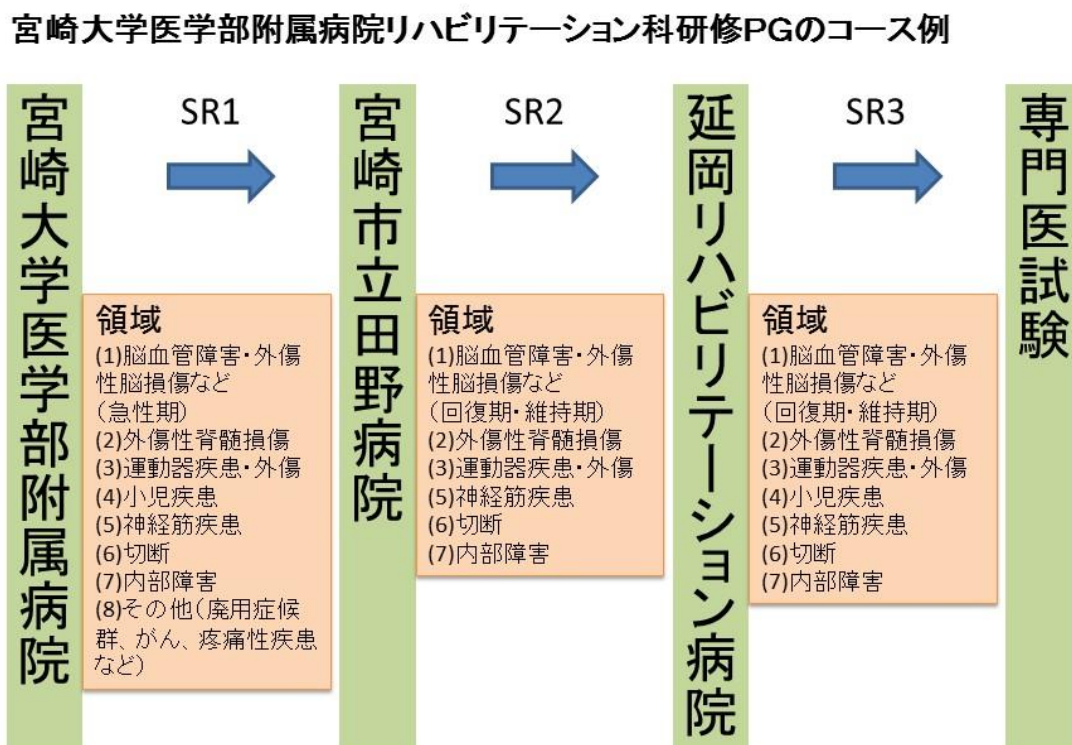 宮崎大学医学部附属病院リハビリテーション科研修PGのコース例
宮崎大学医学部附属病院
SR1
領域
(1)脳血管障害・外傷
性脳損傷など
(急性期)
(2)外傷性脊髄損傷
(3)運動器疾患・外傷
(4)小児疾患
(5)神経筋疾患
(6)切断
(7)内部障害
(8)その他(廃用症候
群、がん、疼痛性疾患
など)
宮崎市立田野病院
SR2
領域
(1)脳血管障害・外傷
性脳損傷など
(回復期・維持期)
(2)外傷性脊髄損傷
(3)運動器疾患・外傷
(5)神経筋疾患
(6)切断
(7)内部障害
延岡リハビリテーション病院
SR3
領域
(1)脳血管障害・外傷
性脳損傷など
(回復期・維持期)
(2)外傷性脊髄損傷
(3)運動器疾患・外傷
(4)小児疾患
(5)神経筋疾患
(6)切断
(7)内部障害
専門医試験